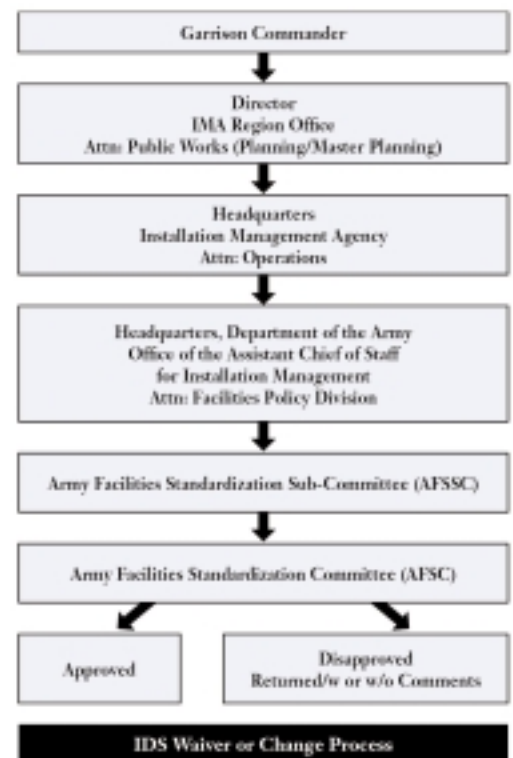 Garrison Commander
Director
IMA Region Office
Attn: Public Works (Planning/Master Planning)
Headquarters
Installation Management Agency
Attn: Operations
Headquarters, Department of the Army
Office of the Assistant Chief of Staff
for Installation Management
Attn: Facilities Policy Division
Army Facilities Standardization Sub-Committee (AFSSC)
Army Facilities Standardization Committee (AFSC)
Approved
Disapproved
Returned/w or w/o Comments
IDS Waiver or Change Process